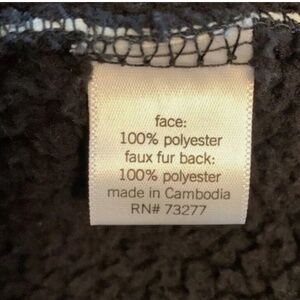 face:
100% polyester
faux fur back:
100% polyester
made in Cambodia
RN# 73277